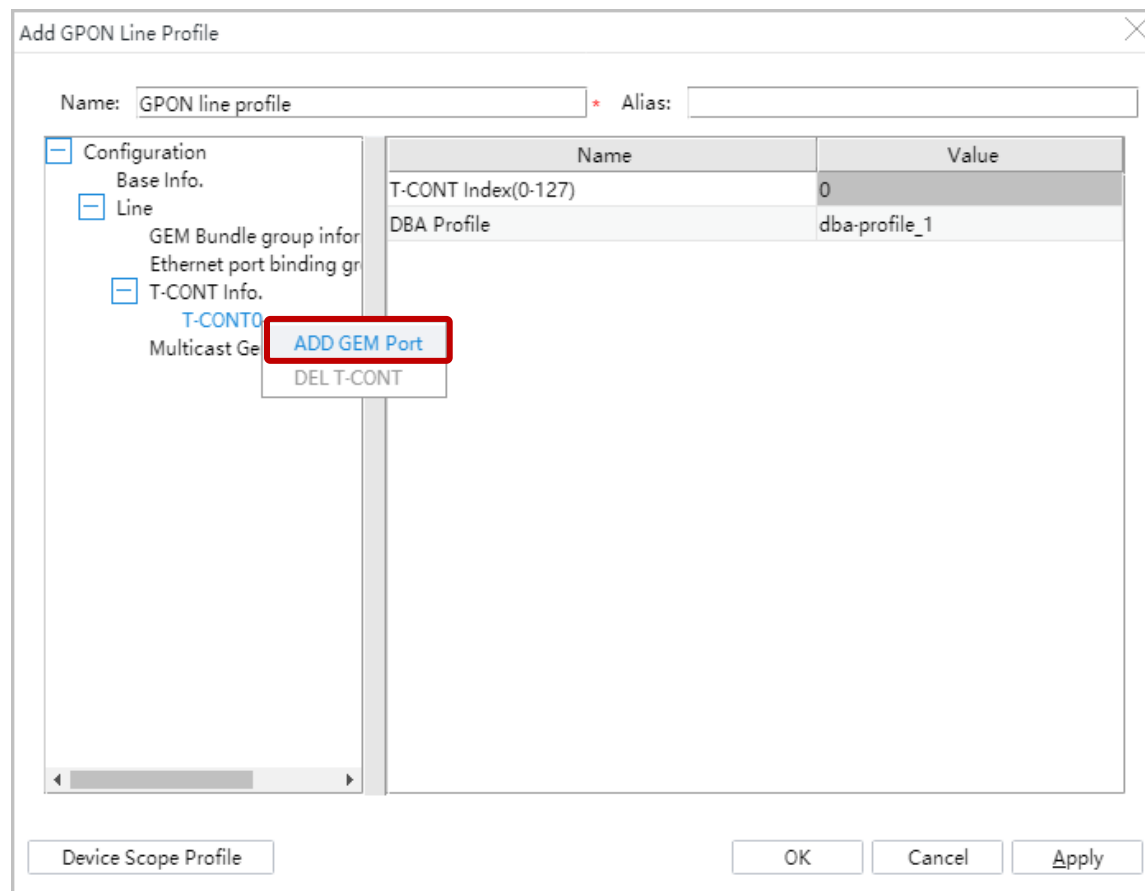 Add GPON Line Profile
Name: GPON line profile * Alias:
Configuration
Base Info.
Line
GEM Bundle group infor
Ethernet port binding gr
T-CONT Info.
T-CONT0
Multicast Ge
ADD GEM Port
DEL T-CONT
Name Value
T-CONT Index(0-127) 0
DBA Profile dba-profile_1
Device Scope Profile OK Cancel Apply